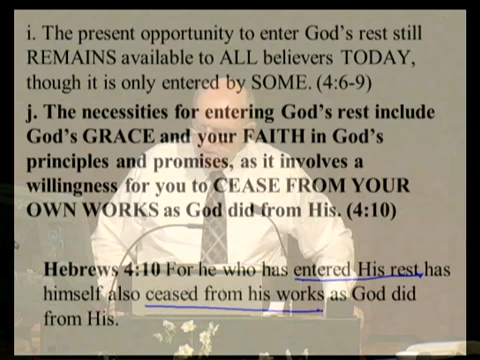 i. The present opportunity to enter God's rest still
REMAINS available to ALL believers TODAY,
though it is only entered by SOME. (4:6-9)
j. The necessities for entering God's rest include
God's GRACE and your FAITH in God's
principles and promises, as it involves a
willingness for you to CEASE FROM YOUR
OWN WORKS as God did from His. (4:10)
Hebrews 4:10 For he who has entered His rest has
himself also ceased from his works as God did
from His.